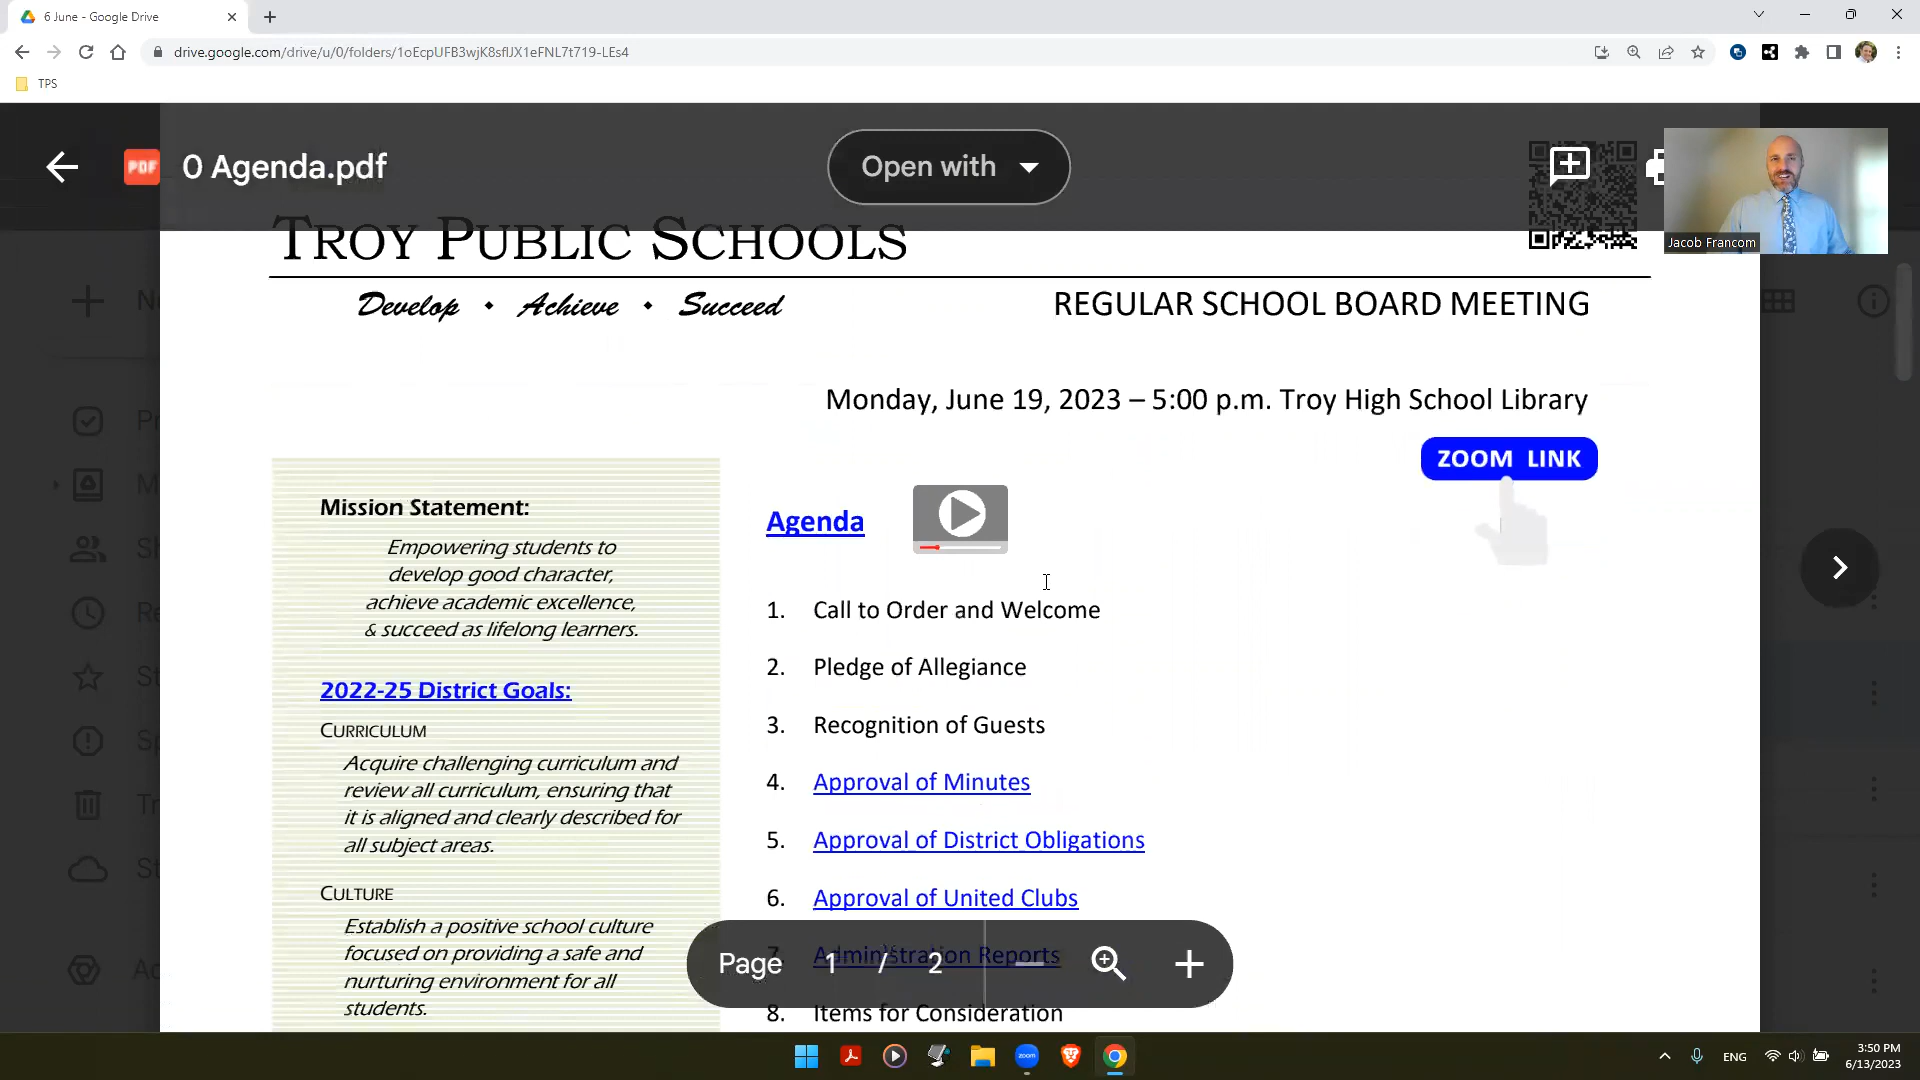 6 June - Google Drive
drive.google.com/drive/u/0/folders/1oEcpUFB3wjK8sflJX1eFNL7t719-LEs4
TPS
PDF
0 Agenda.pdf
Open with
Jacob Francom
TROY PUBLIC SCHOOLS
Develop • Achieve • Succeed
REGULAR SCHOOL BOARD MEETING
Monday, June 19, 2023 – 5:00 p.m. Troy High School Library
ZOOM LINK
Mission Statement:
Empowering students to
develop good character,
achieve academic excellence,
& succeed as lifelong learners.
2022-25 District Goals:
CURRICULUM
Acquire challenging curriculum and
review all curriculum, ensuring that
it is aligned and clearly described for
all subject areas.
CULTURE
Establish a positive school culture
focused on providing a safe and
nurturing environment for all
students.
Agenda
1. Call to Order and Welcome
2. Pledge of Allegiance
3. Recognition of Guests
4. Approval of Minutes
5. Approval of District Obligations
6. Approval of United Clubs
7. Administration Reports
8. Items for Consideration
Page 1 / 2
zoom
ENG
3:50 PM
6/13/2023